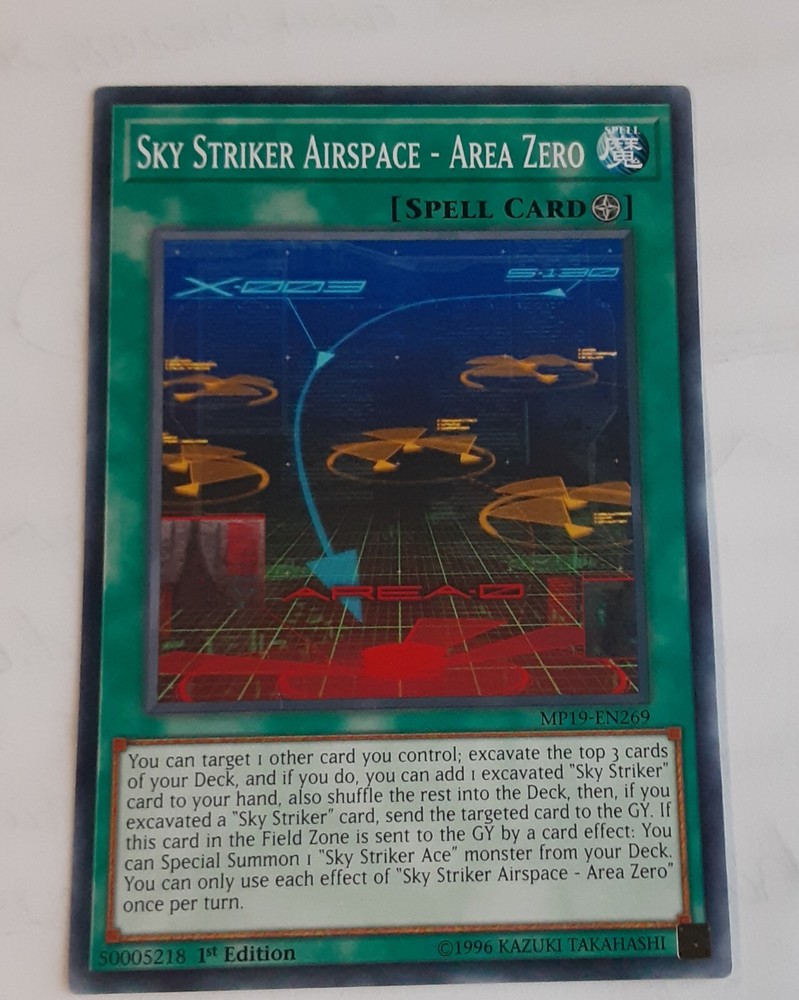 SKY STRIKER AIRSPACE - AREA ZERO
SPELL
魔
[SPELL CARD]
X-003
S-130
AREA-0
MP19-EN269
You can target 1 other card you control; excavate the top 3 cards
of your Deck, and if you do, you can add 1 excavated "Sky Striker"
card to your hand, also shuffle the rest into the Deck, then, if you
excavated a "Sky Striker" card, send the targeted card to the GY. If
this card in the Field Zone is sent to the GY by a card effect: You
can Special Summon 1 "Sky Striker Ace" monster from your Deck.
You can only use each effect of "Sky Striker Airspace - Area Zero"
once per turn.
50005218 1st Edition
©1996 KAZUKI TAKAHASHI